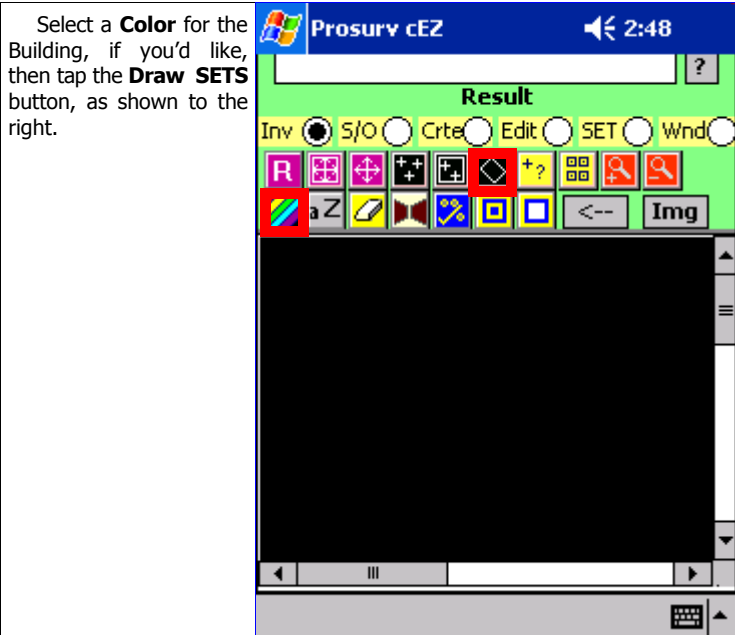 Select a Color for the
Building, if you'd like,
then tap the Draw SETS
button, as shown to the
right.
Prosurv cEZ 2:48
?
Result
Inv S/O Crte Edit SET Wnd
R +?
a Z % <-- Img